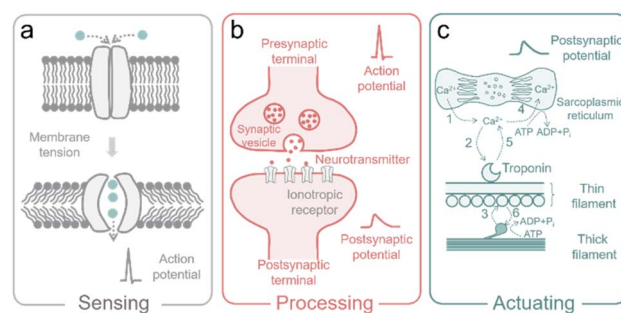 a
Membrane
tension
Action
potential
Sensing
b
Presynaptic
terminal
Action
potential
Synaptic
vesicle
Neurotransmitter
Ionotropic
receptor
Postsynaptic
potential
Postsynaptic
terminal
Processing
c
Postsynaptic
potential
Ca²⁺
Ca²⁺
Sarcoplasmic
reticulum
1
Ca²⁺
4
ATP ADP+Pᵢ
2
5
Troponin
Thin
filament
3
6
ADP+Pᵢ
ATP
Thick
filament
Actuating